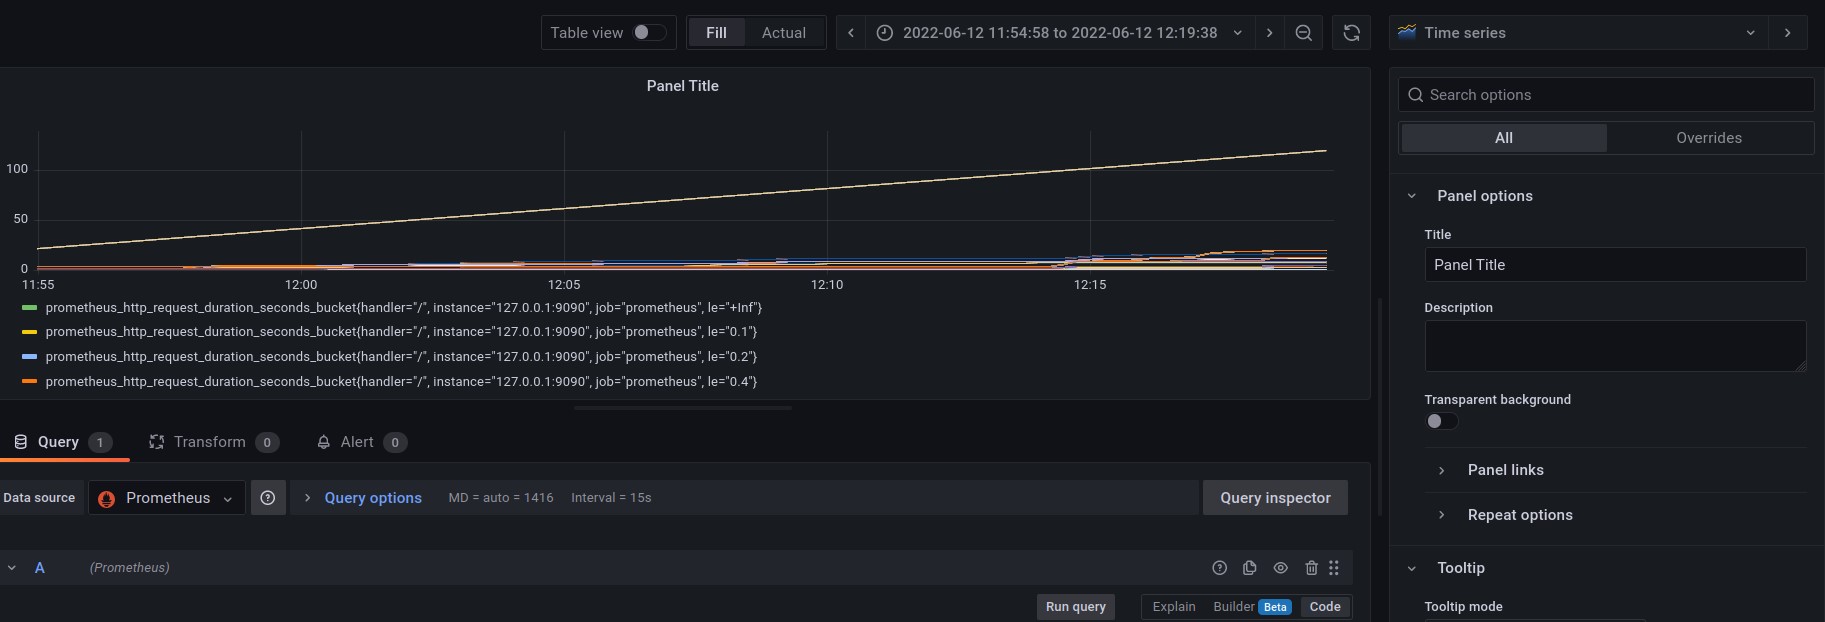 Table view
Fill
Actual
2022-06-12 11:54:58 to 2022-06-12 12:19:38
Time series
Panel Title
100
50
0
11:55
12:00
12:05
12:10
12:15
prometheus_http_request_duration_seconds_bucket{handler="/", instance="127.0.0.1:9090", job="prometheus", le="+Inf"}
prometheus_http_request_duration_seconds_bucket{handler="/", instance="127.0.0.1:9090", job="prometheus", le="0.1"}
prometheus_http_request_duration_seconds_bucket{handler="/", instance="127.0.0.1:9090", job="prometheus", le="0.2"}
prometheus_http_request_duration_seconds_bucket{handler="/", instance="127.0.0.1:9090", job="prometheus", le="0.4"}
Query 1
Transform 0
Alert 0
Data source
Prometheus
Query options
MD = auto = 1416
Interval = 15s
Query inspector
A
(Prometheus)
Run query
Explain
Builder Beta
Code
Search options
All
Overrides
Panel options
Title
Panel Title
Description
Transparent background
Panel links
Repeat options
Tooltip
Tooltip mode